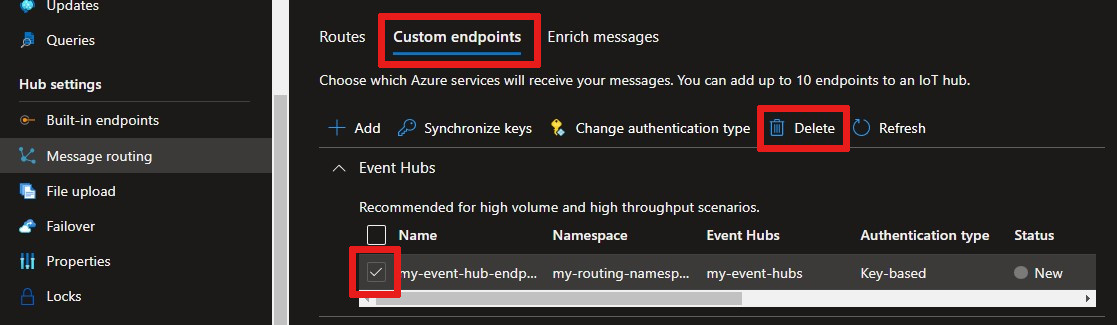 Updates
Queries
Hub settings
Built-in endpoints
Message routing
File upload
Failover
Properties
Locks
Routes Custom endpoints Enrich messages
Choose which Azure services will receive your messages. You can add up to 10 endpoints to an IoT hub.
Add Synchronize keys Change authentication type Delete Refresh
Event Hubs
Recommended for high volume and high throughput scenarios.
Name Namespace Event Hubs Authentication type Status
my-event-hub-endp... my-routing-namesp... my-event-hubs Key-based New